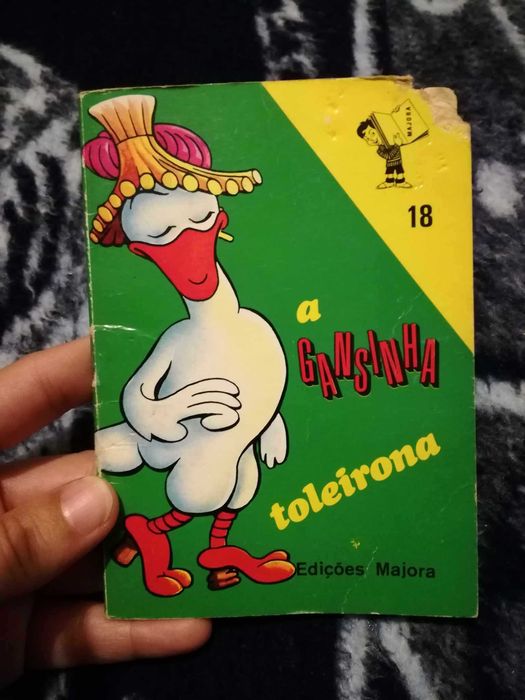 MAJORA
18
a
GANSINHA
toleirona
Edições Majora